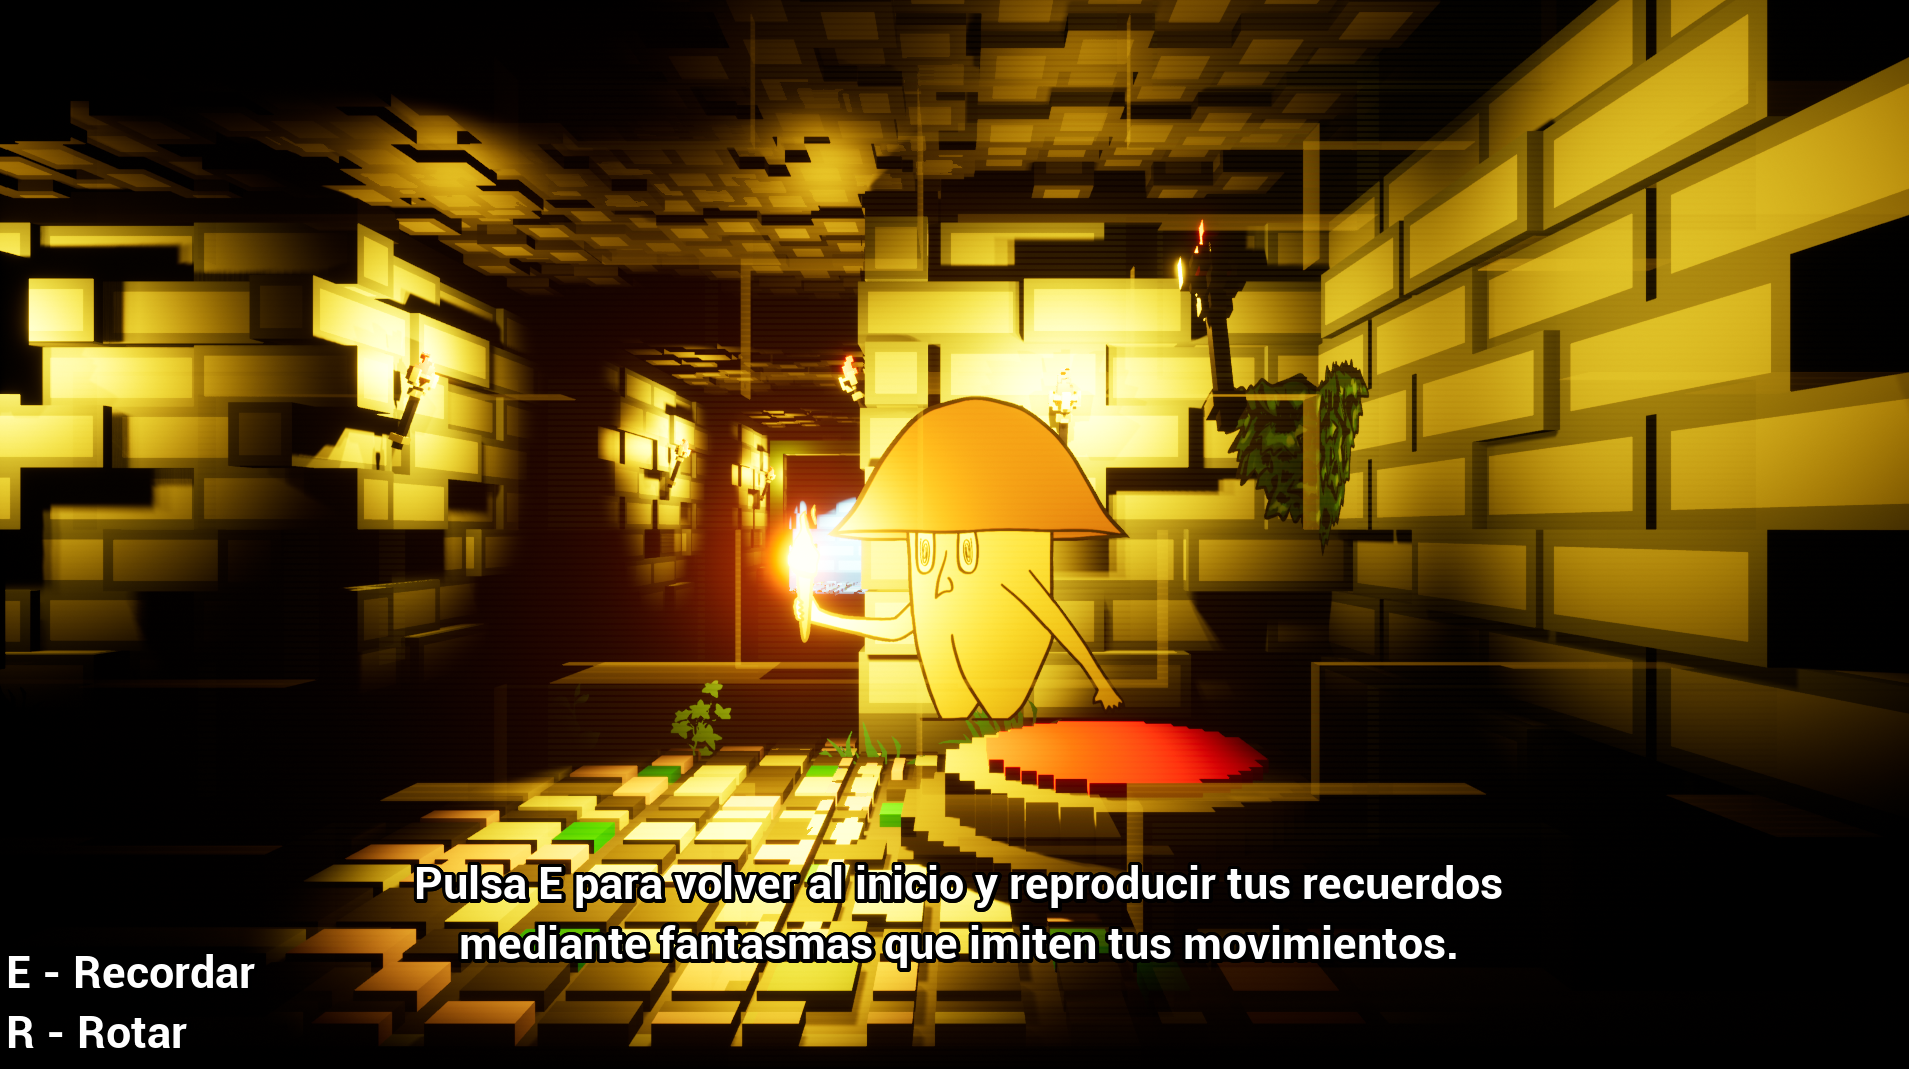 Pulsa E para volver al inicio y reproducir tus recuerdos
mediante fantasmas que imiten tus movimientos.
E - Recordar
R - Rotar